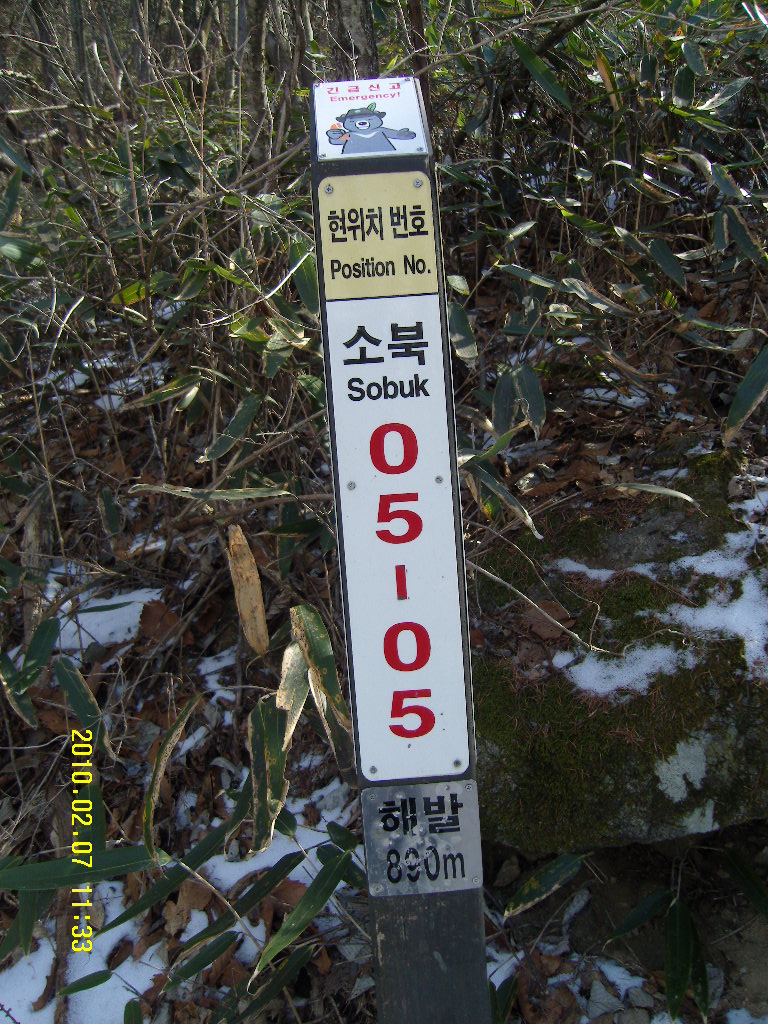 긴급신고
Emergency!
현위치 번호
Position No.
소북
Sobuk
05-05
해발
890m
2010.02.07 11:33